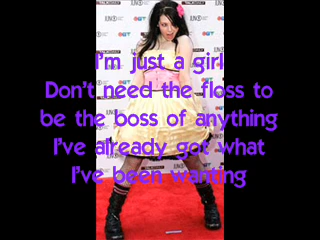 I'm just a girl
Don't need the floss to
be the boss of anything
I've already got what
I've been wanting